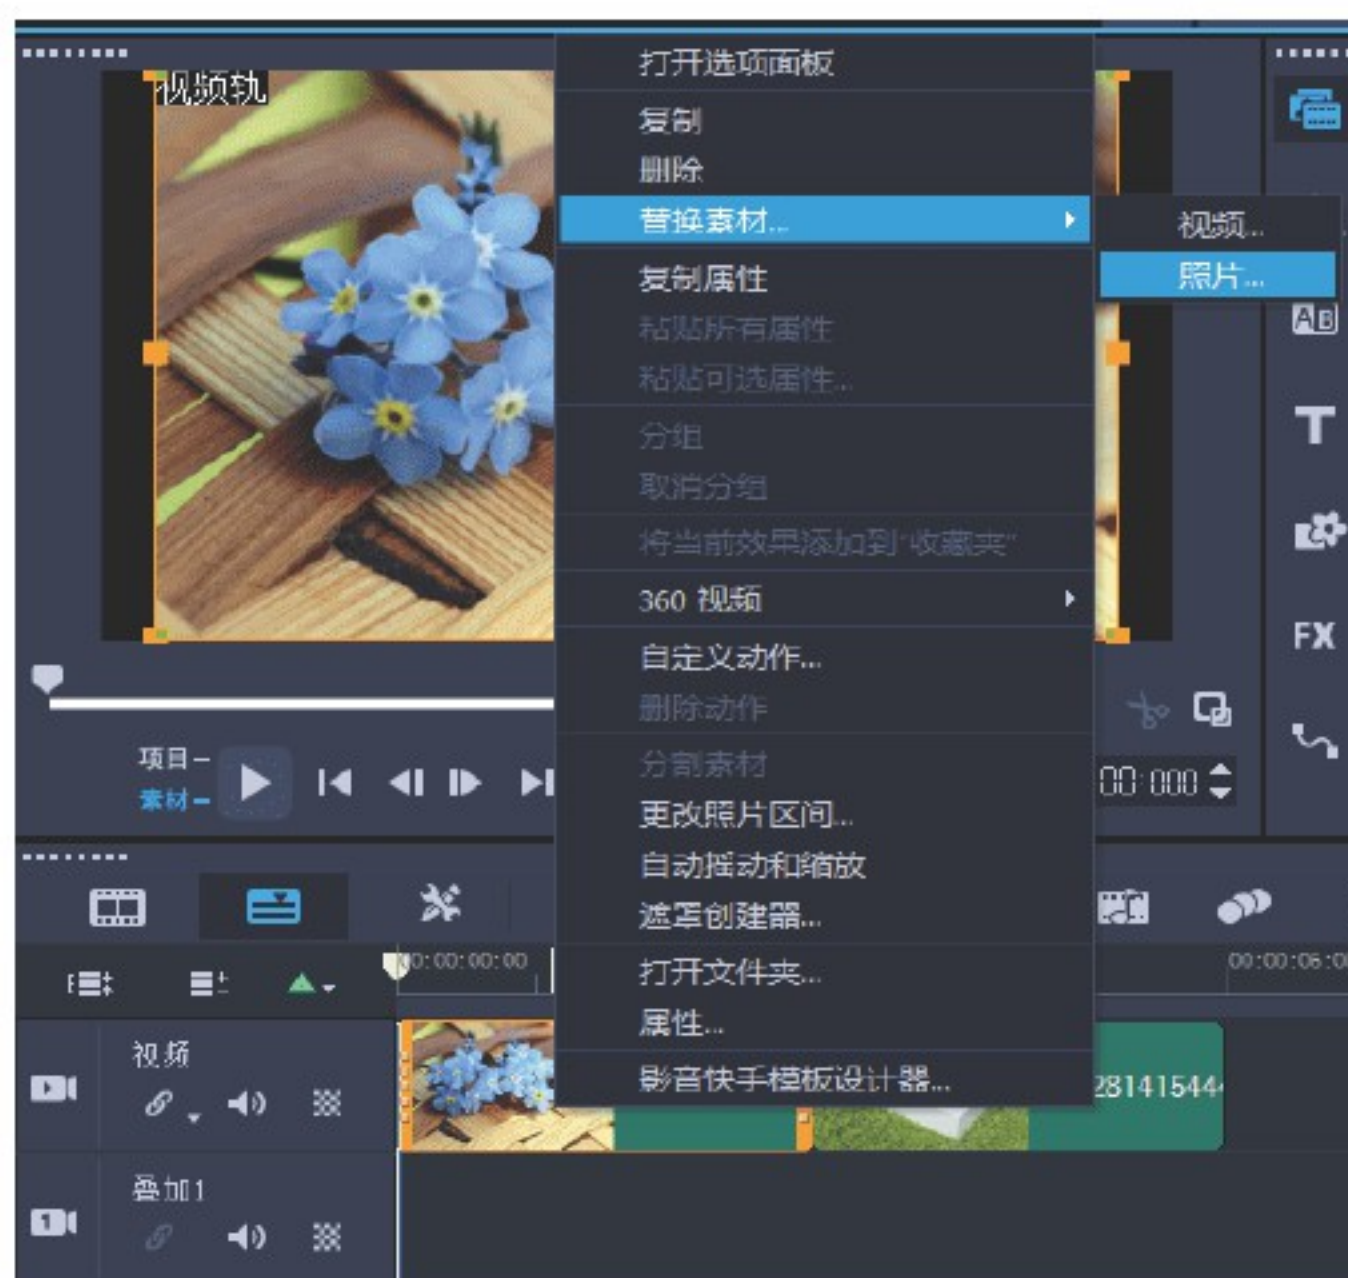 视频轨
打开选项面板
复制
删除
替换素材...
视频...
照片...
复制属性
粘贴所有属性
粘贴可选属性...
AB
分组
T
取消分组
将当前效果添加到“收藏夹”
360 视频
FX
自定义动作...
删除动作
项目-
素材-
分割素材
00:000
更改照片区间...
自动摇动和缩放
遮罩创建器...
00:00:00:00
打开文件夹...
00:00:06:0
属性...
视频
影音快手模板设计器...
28141544
叠加1
1